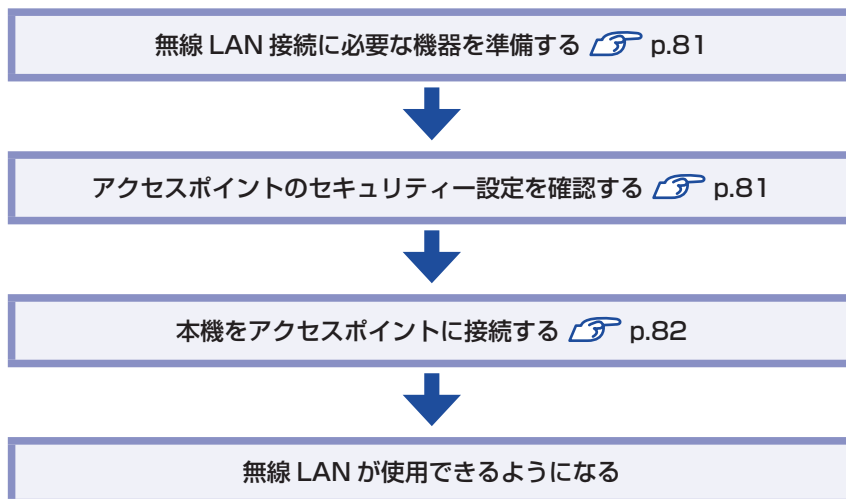 無線 LAN 接続に必要な機器を準備する p.81
アクセスポイントのセキュリティー設定を確認する p.81
本機をアクセスポイントに接続する p.82
無線 LAN が使用できるようになる